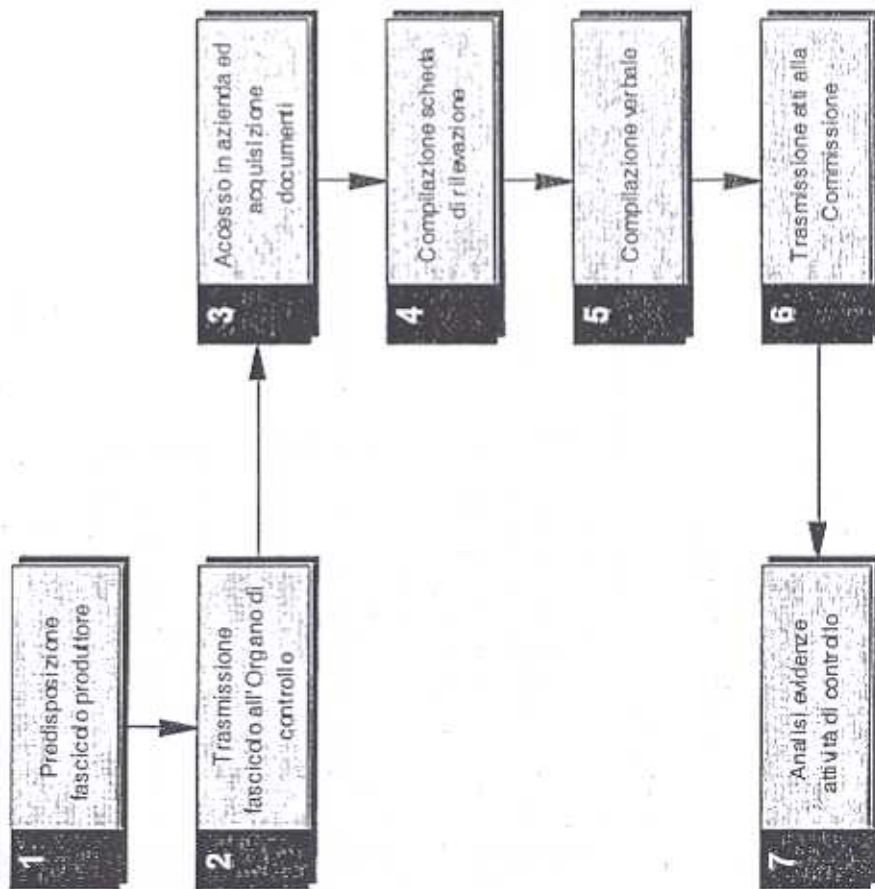 1
Predisposizione
fascicolo produttore
2
Trasmissione
fascicolo all'Organo di
controllo
3
Accesso in azienda ed
acquisizione
documenti
4
Compilazione scheda
di rilevazione
5
Compilazione verbale
6
Trasmissione atti alla
Commissione
7
Analisi evidenze
attività di controllo